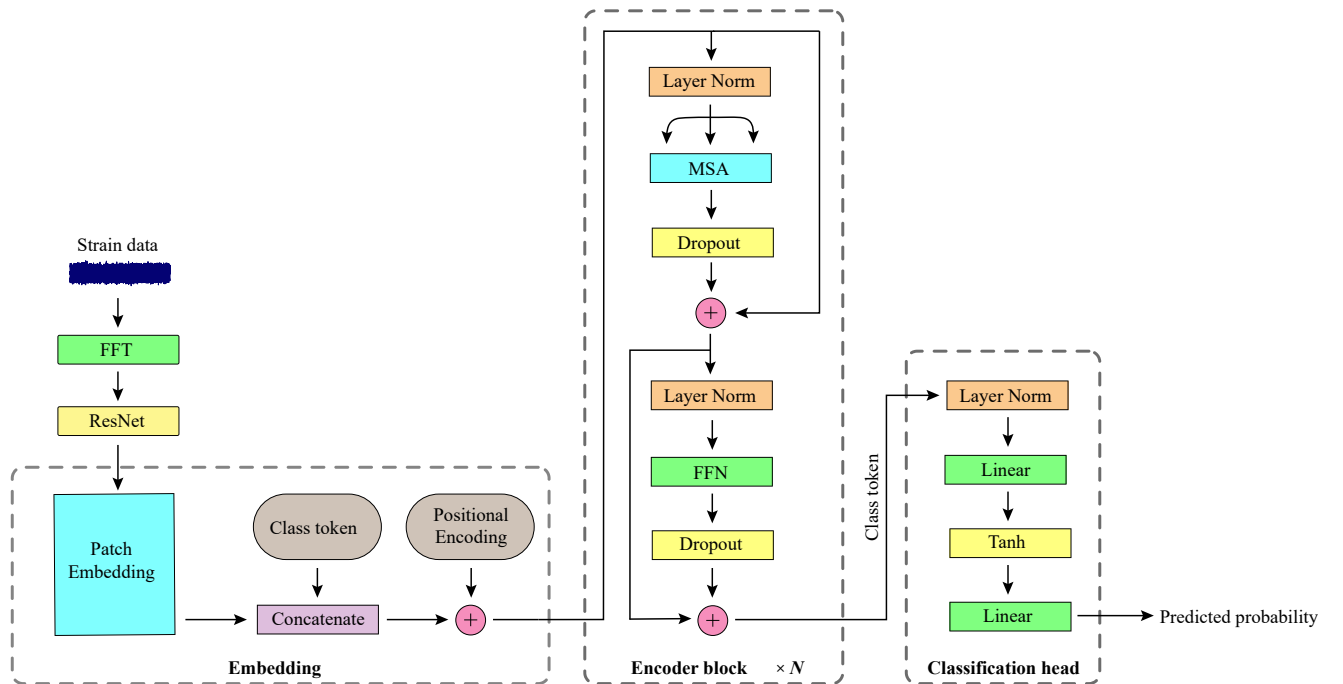 Strain data
FFT
ResNet
Patch
Embedding
Class token
Positional
Encoding
Concatenate
+
Embedding
Layer Norm
MSA
Dropout
+
Layer Norm
FFN
Dropout
+
Encoder block × N
Class token
Layer Norm
Linear
Tanh
Linear
Predicted probability
Classification head